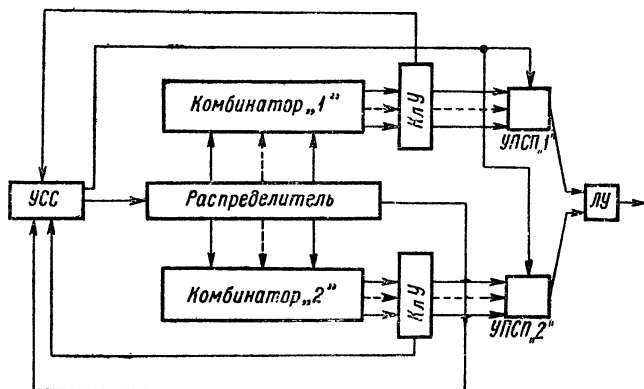 Комбинатор „1"
КлУ
УПСП„1"
УСС
Распределитель
ЛУ
Комбинатор „2"
КлУ
УПСП„2"